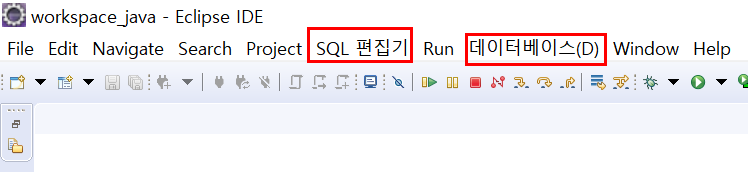 workspace_java - Eclipse IDE
File Edit Navigate Search Project SQL 편집기 Run 데이터베이스(D) Window Help